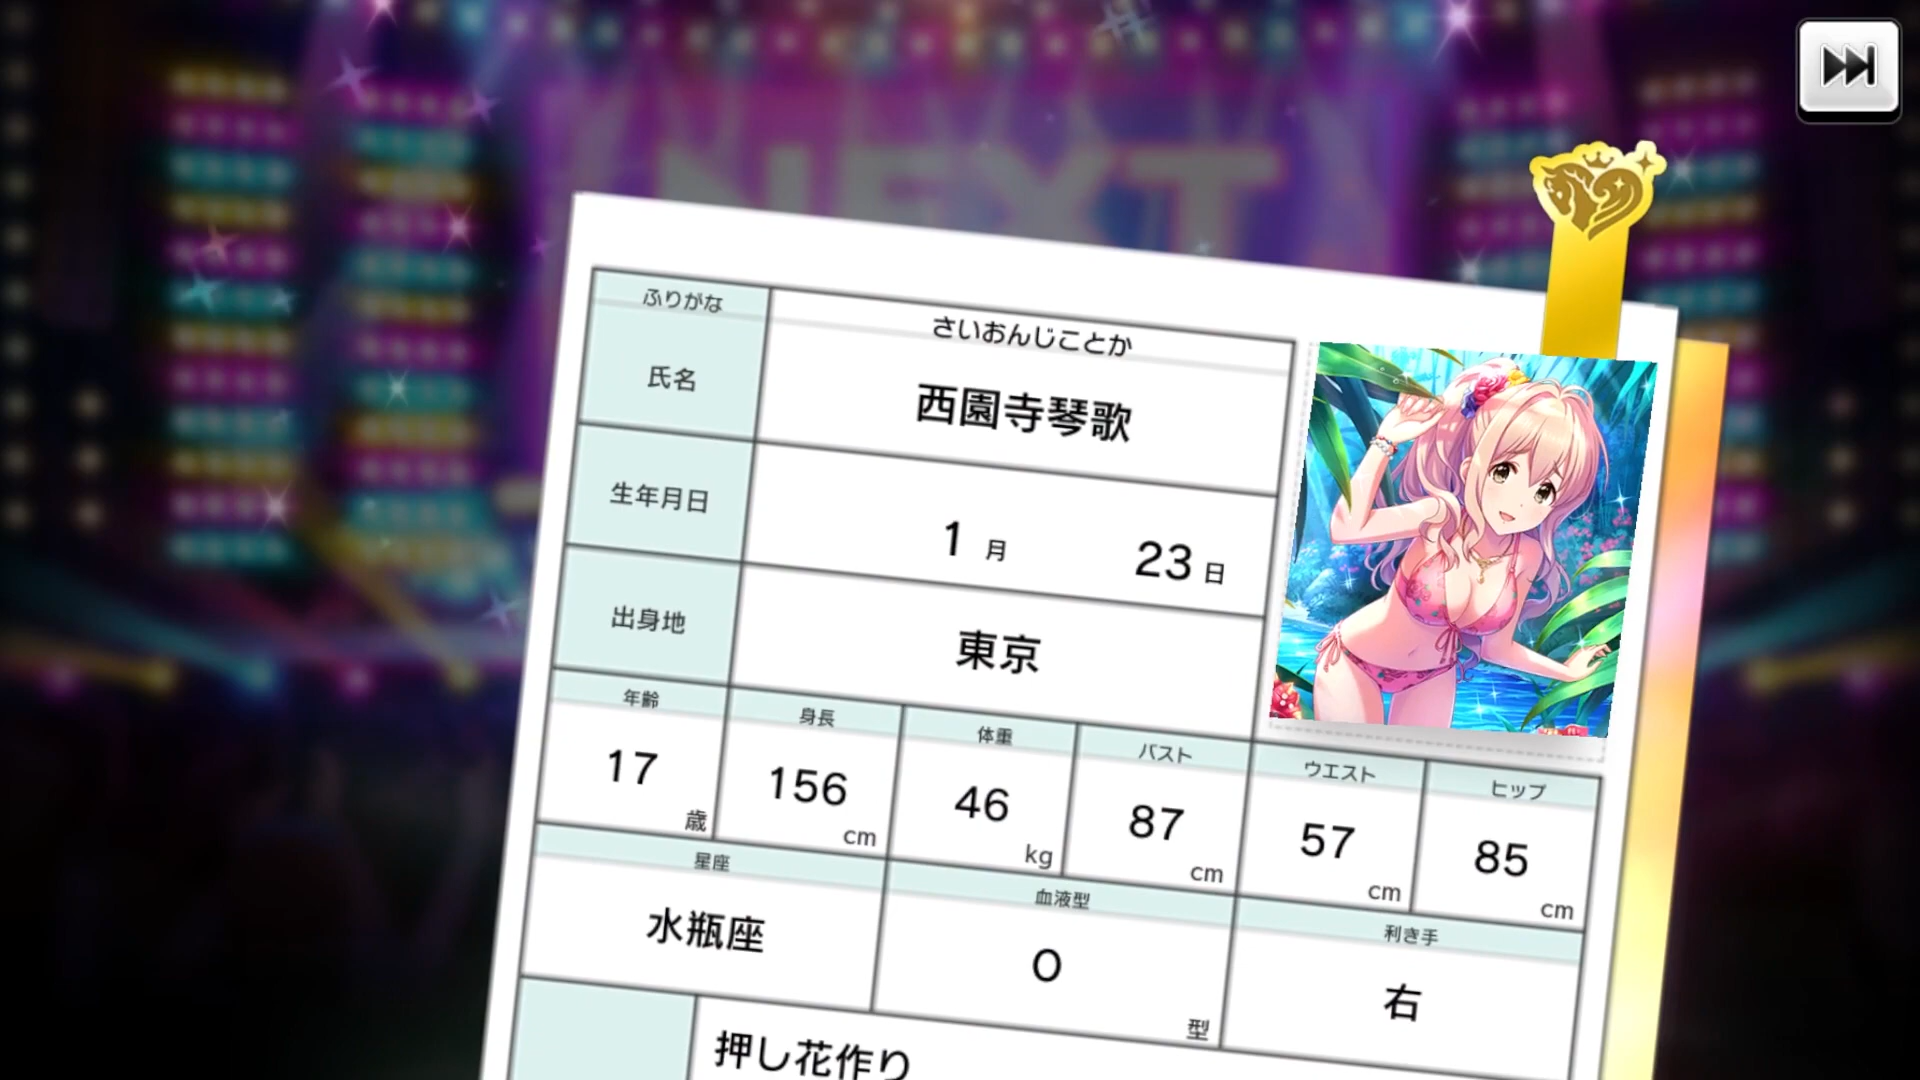 NEXT
ふりがな
さいおんじことか
氏名
西園寺琴歌
生年月日
1 月 23 日
出身地
東京
年齢 身長 体重 バスト ウエスト ヒップ
17 歳 156 cm 46 kg 87 cm 57 cm 85 cm
星座 血液型 利き手
水瓶座 O 型 右
押し花作り